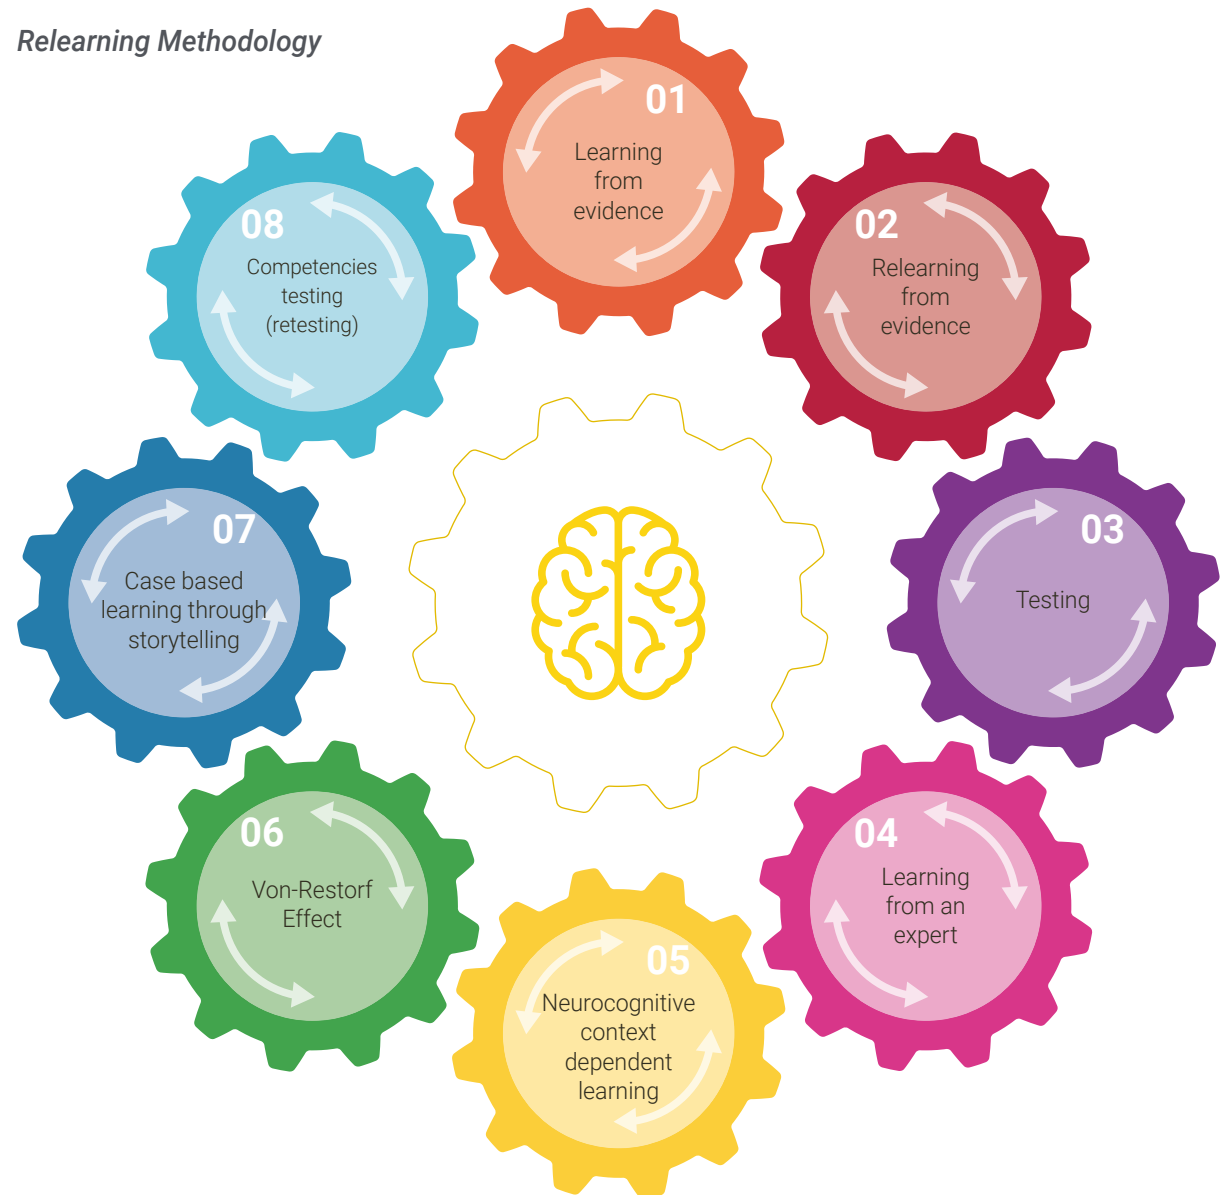 Relearning Methodology
01
Learning
from
evidence
02
Relearning
from
evidence
03
Testing
04
Learning
from an
expert
05
Neurocognitive
context
dependent
learning
06
Von-Restorf
Effect
07
Case based
learning through
storytelling
08
Competencies
testing
(retesting)